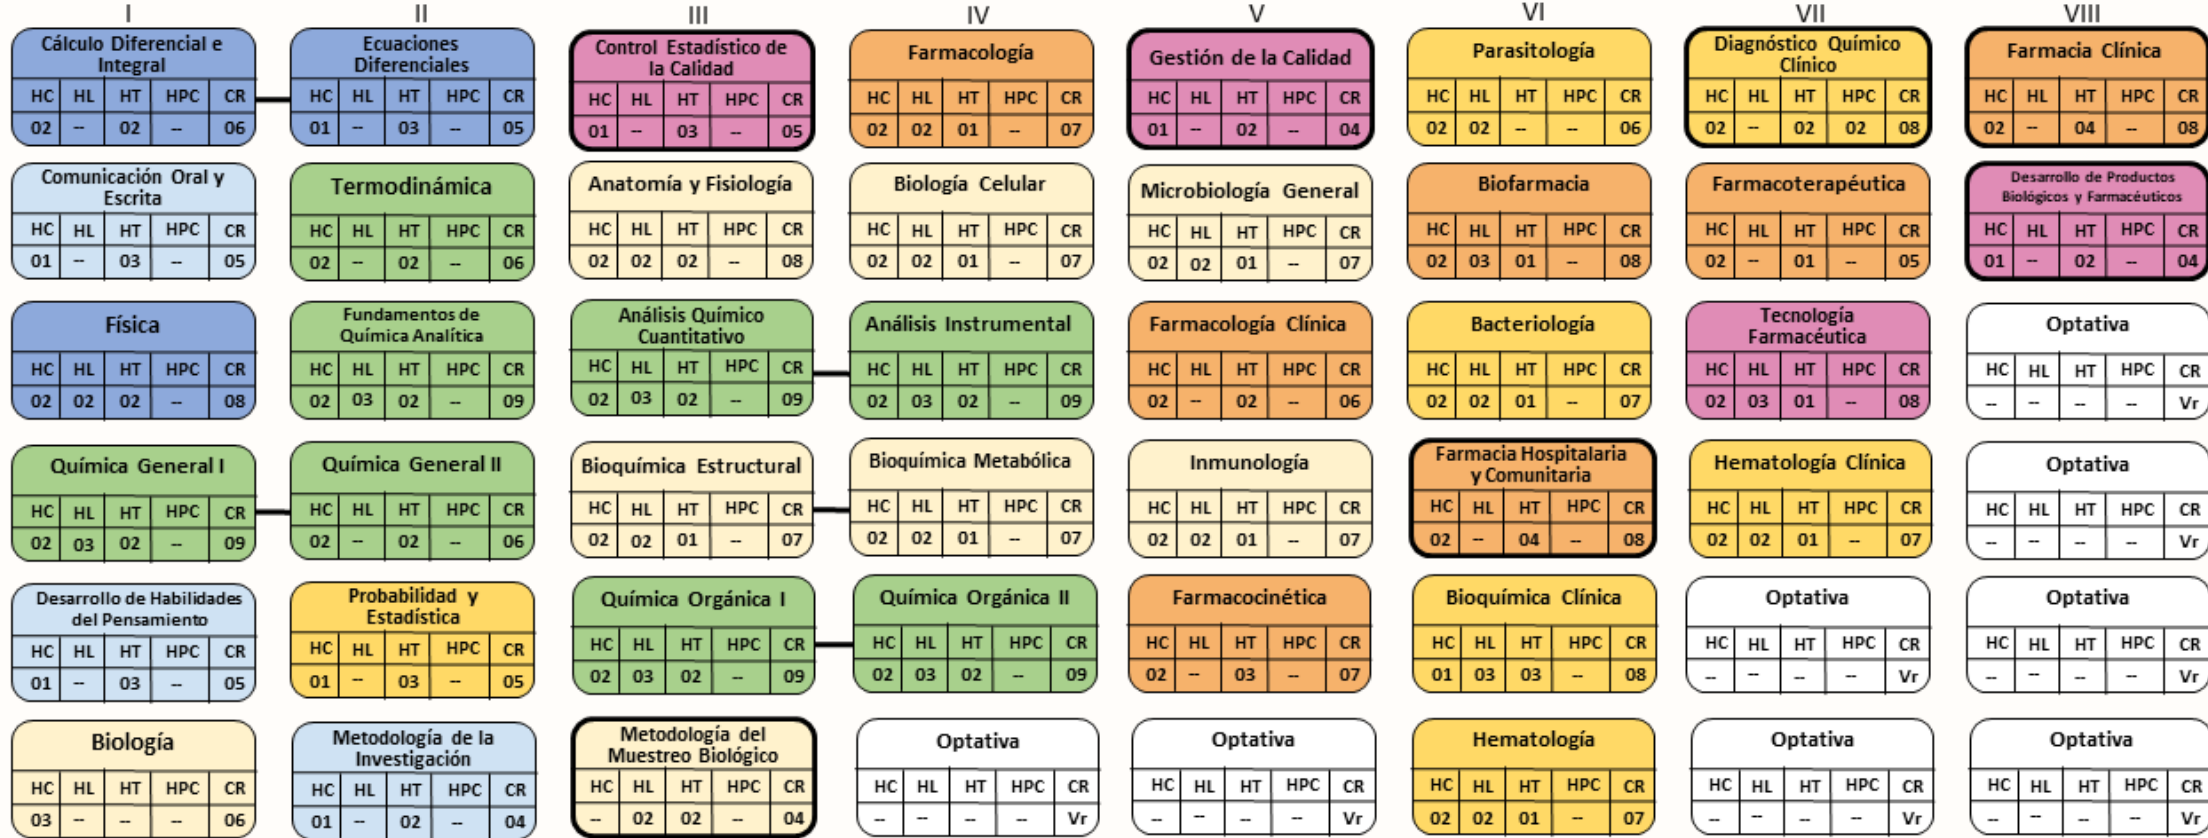 I II III IV V VI VII VIII
Cálculo Diferencial e
Integral
HC HL HT HPC CR
02 -- 02 -- 06
Ecuaciones
Diferenciales
HC HL HT HPC CR
01 -- 03 -- 05
Control Estadístico de
la Calidad
HC HL HT HPC CR
01 -- 03 -- 05
Farmacología
HC HL HT HPC CR
02 02 01 -- 07
Gestión de la Calidad
HC HL HT HPC CR
01 -- 02 -- 04
Parasitología
HC HL HT HPC CR
02 02 -- -- 06
Diagnóstico Químico
Clínico
HC HL HT HPC CR
02 -- 02 02 08
Farmacia Clínica
HC HL HT HPC CR
02 -- 04 -- 08
Comunicación Oral y
Escrita
HC HL HT HPC CR
01 -- 03 -- 05
Termodinámica
HC HL HT HPC CR
02 -- 02 -- 06
Anatomía y Fisiología
HC HL HT HPC CR
02 02 02 -- 08
Biología Celular
HC HL HT HPC CR
02 02 01 -- 07
Microbiología General
HC HL HT HPC CR
02 02 01 -- 07
Biofarmacia
HC HL HT HPC CR
02 03 01 -- 08
Farmacoterapéutica
HC HL HT HPC CR
02 -- 01 -- 05
Desarrollo de Productos
Biológicos y Farmacéuticos
HC HL HT HPC CR
01 -- 02 -- 04
Física
HC HL HT HPC CR
02 02 02 -- 08
Fundamentos de
Química Analítica
HC HL HT HPC CR
02 03 02 -- 09
Análisis Químico
Cuantitativo
HC HL HT HPC CR
02 03 02 -- 09
Análisis Instrumental
HC HL HT HPC CR
02 03 02 -- 09
Farmacología Clínica
HC HL HT HPC CR
02 -- 02 -- 06
Bacteriología
HC HL HT HPC CR
02 02 01 -- 07
Tecnología
Farmacéutica
HC HL HT HPC CR
02 03 01 -- 08
Optativa
HC HL HT HPC CR
-- -- -- -- Vr
Química General I
HC HL HT HPC CR
02 03 02 -- 09
Química General II
HC HL HT HPC CR
02 -- 02 -- 06
Bioquímica Estructural
HC HL HT HPC CR
02 02 01 -- 07
Bioquímica Metabólica
HC HL HT HPC CR
02 02 01 -- 07
Inmunología
HC HL HT HPC CR
02 02 01 -- 07
Farmacia Hospitalaria
y Comunitaria
HC HL HT HPC CR
02 -- 04 -- 08
Hematología Clínica
HC HL HT HPC CR
02 02 01 -- 07
Optativa
HC HL HT HPC CR
-- -- -- -- Vr
Desarrollo de Habilidades
del Pensamiento
HC HL HT HPC CR
01 -- 03 -- 05
Probabilidad y
Estadística
HC HL HT HPC CR
01 -- 03 -- 05
Química Orgánica I
HC HL HT HPC CR
02 03 02 -- 09
Química Orgánica II
HC HL HT HPC CR
02 03 02 -- 09
Farmacocinética
HC HL HT HPC CR
02 -- 03 -- 07
Bioquímica Clínica
HC HL HT HPC CR
01 03 03 -- 08
Optativa
HC HL HT HPC CR
-- -- -- -- Vr
Optativa
HC HL HT HPC CR
-- -- -- -- Vr
Biología
HC HL HT HPC CR
03 -- -- -- 06
Metodología de la
Investigación
HC HL HT HPC CR
01 -- 02 -- 04
Metodología del
Muestreo Biológico
HC HL HT HPC CR
-- 02 02 -- 04
Optativa
HC HL HT HPC CR
-- -- -- -- Vr
Optativa
HC HL HT HPC CR
-- -- -- -- Vr
Hematología
HC HL HT HPC CR
02 02 01 -- 07
Optativa
HC HL HT HPC CR
-- -- -- -- Vr
Optativa
HC HL HT HPC CR
-- -- -- -- Vr